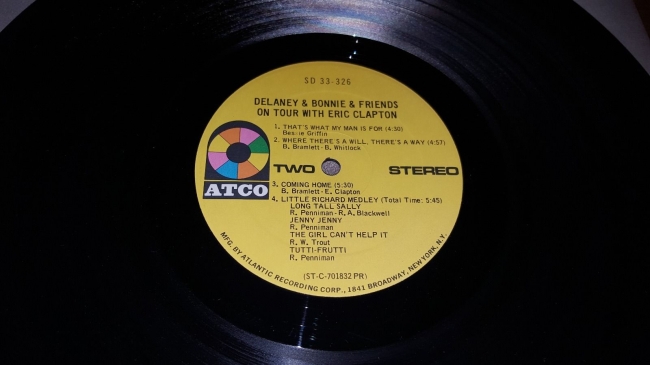 SD 33-326
DELANEY & BONNIE & FRIENDS
ON TOUR WITH ERIC CLAPTON
1. THAT'S WHAT MY MAN IS FOR (4:30)
Bessie Griffin
2. WHERE THERE'S A WILL, THERE'S A WAY (4:57)
B. Bramlett-B. Whitlock
TWO
STEREO
ATCO
3. COMING HOME (5:30)
B. Bramlett-E. Clapton
4. LITTLE RICHARD MEDLEY (Total Time: 5:45)
LONG TALL SALLY
R. Penniman-R.A. Blackwell
JENNY JENNY
R. Penniman
THE GIRL CAN'T HELP IT
R. W. Trout
TUTTI-FRUTTI
R. Penniman
(ST-C-701832 PR)
MFG. BY ATLANTIC RECORDING CORP., 1841 BROADWAY, NEW YORK, N.Y.